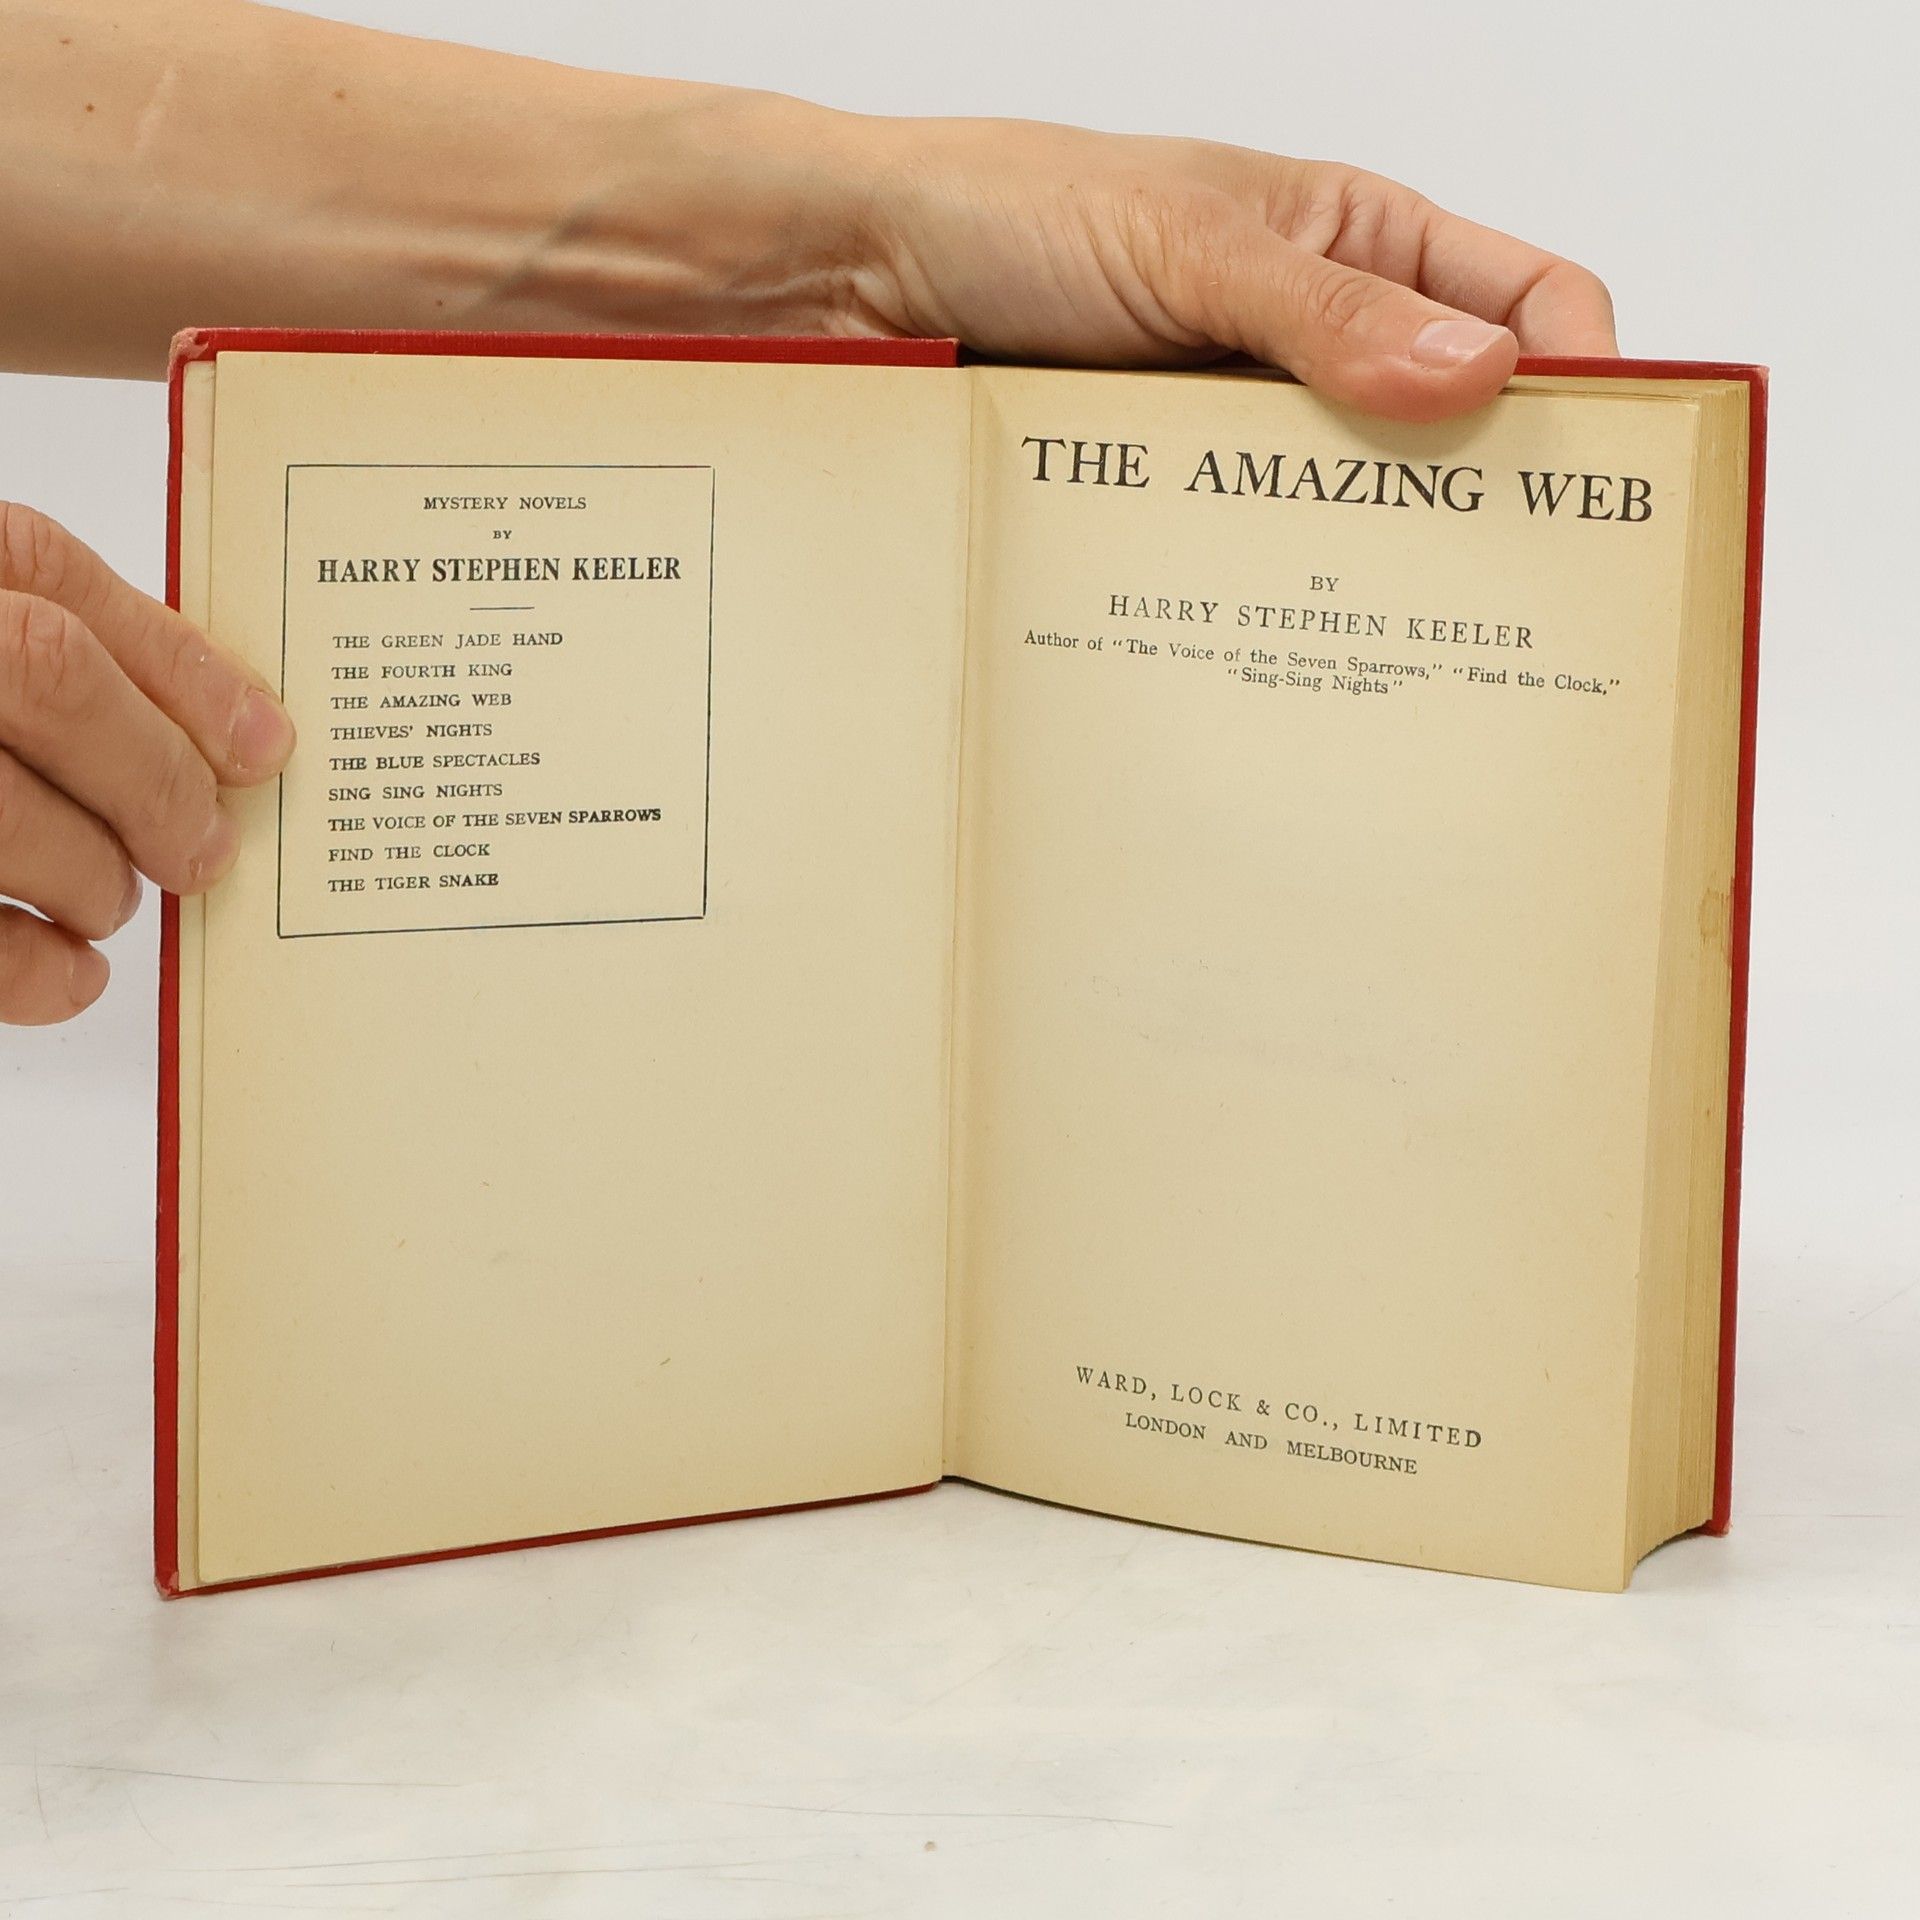 MYSTERY NOVELS
BY
HARRY STEPHEN KEELER
THE GREEN JADE HAND
THE FOURTH KING
THE AMAZING WEB
THIEVES' NIGHTS
THE BLUE SPECTACLES
SING SING NIGHTS
THE VOICE OF THE SEVEN SPARROWS
FIND THE CLOCK
THE TIGER SNAKE
THE AMAZING WEB
BY
HARRY STEPHEN KEELER
Author of "The Voice of the Seven Sparrows," "Find the Clock,"
"Sing-Sing Nights"
WARD, LOCK & CO., LIMITED
LONDON AND MELBOURNE